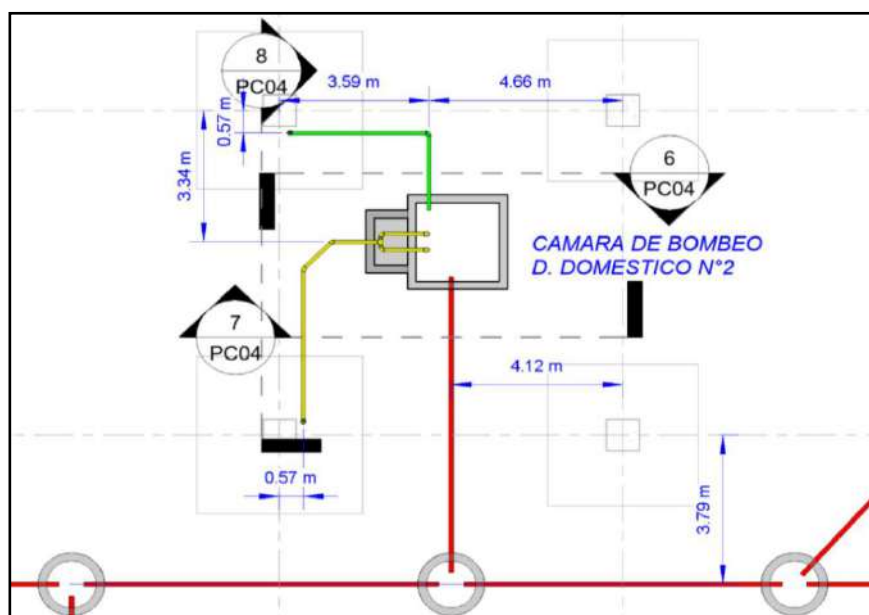 8
PC04
3.59 m
4.66 m
0.57 m
3.34 m
6
PC04
CAMARA DE BOMBEO
D. DOMESTICO N°2
7
PC04
4.12 m
0.57 m
3.79 m